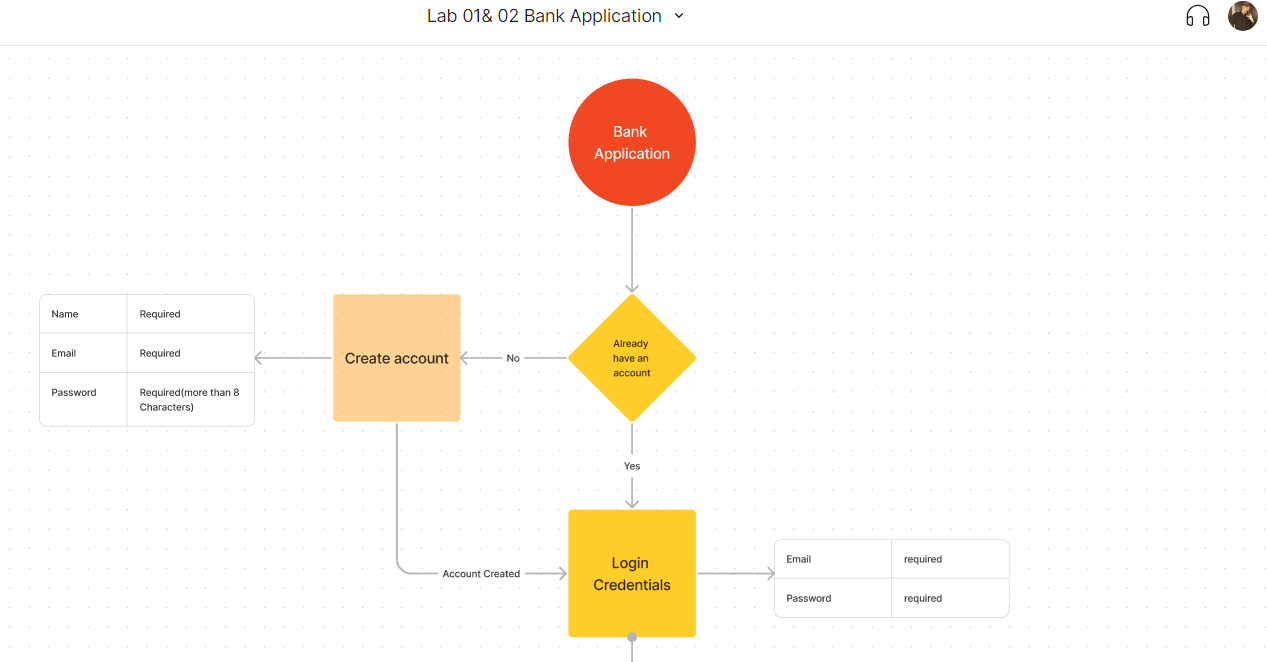 Lab 01& 02 Bank Application
Bank
Application
Already
have an
account
No
Create account
Name
Required
Email
Required
Password
Required(more than 8
Characters)
Yes
Account Created
Login
Credentials
Email
required
Password
required